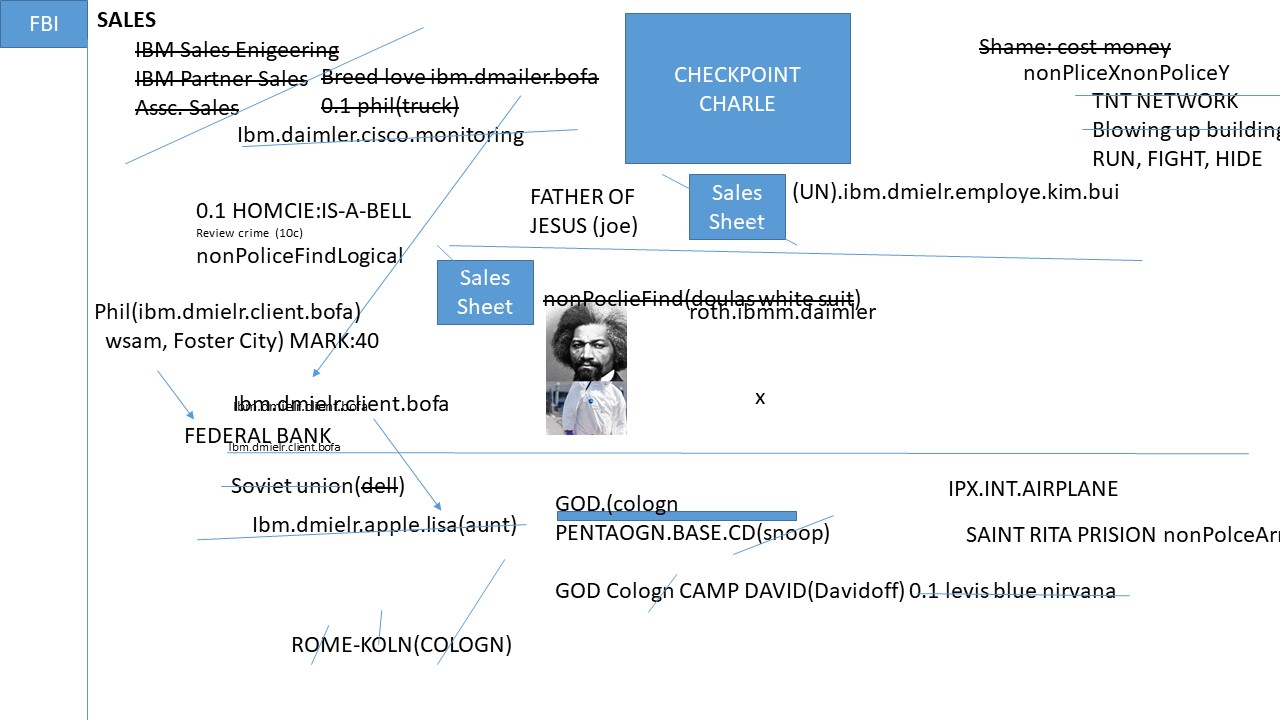 FBI
SALES
IBM Sales Enigeering
IBM Partner Sales
Assc. Sales
Breed love ibm.dmailer.bofa
0.1 phil(truck)
Ibm.daimler.cisco.monitoring
CHECKPOINT
CHARLE
Shame: cost money
nonPliceXnonPoliceY
TNT NETWORK
Blowing up building
RUN, FIGHT, HIDE
0.1 HOMCIE:IS-A-BELL
Review crime (10c)
nonPoliceFindLogical
FATHER OF
JESUS (joe)
Sales
Sheet
(UN).ibm.dmielr.employe.kim.bui
Sales
Sheet
nonPoclieFind(doulas white suit)
roth.ibmm.daimler
Phil(ibm.dmielr.client.bofa)
wsam, Foster City) MARK:40
x
Ibm.dmielr.client.bofa
Ibm.dmielr.client.bofa
FEDERAL BANK
Ibm.dmielr.client.bofa
Soviet union(dell)
Ibm.dmielr.apple.lisa(aunt)
GOD.(cologn
PENTAOGN.BASE.CD(snoop)
IPX.INT.AIRPLANE
SAINT RITA PRISION nonPolceArr
GOD Cologn CAMP DAVID(Davidoff) 0.1 levis blue nirvana
ROME-KOLN(COLOGN)